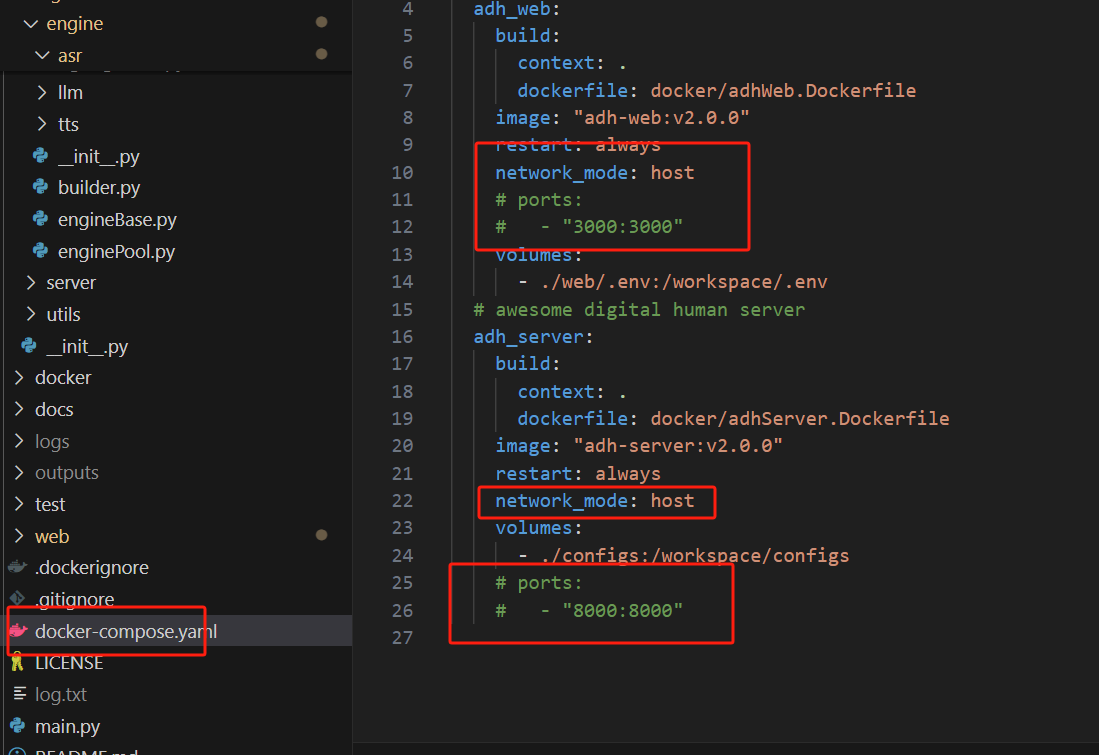 engine
asr
llm
tts
__init__.py
builder.py
engineBase.py
enginePool.py
server
utils
__init__.py
docker
docs
logs
outputs
test
web
.dockerignore
.gitignore
docker-compose.yaml
LICENSE
log.txt
main.py
README.md
4 adh_web:
5 build:
6 context: .
7 dockerfile: docker/adhWeb.Dockerfile
8 image: "adh-web:v2.0.0"
9 restart: always
10 network_mode: host
11 # ports:
12 #   - "3000:3000"
13 volumes:
14 - ./web/.env:/workspace/.env
15 # awesome digital human server
16 adh_server:
17 build:
18 context: .
19 dockerfile: docker/adhServer.Dockerfile
20 image: "adh-server:v2.0.0"
21 restart: always
22 network_mode: host
23 volumes:
24 - ./configs:/workspace/configs
25 # ports:
26 #   - "8000:8000"
27